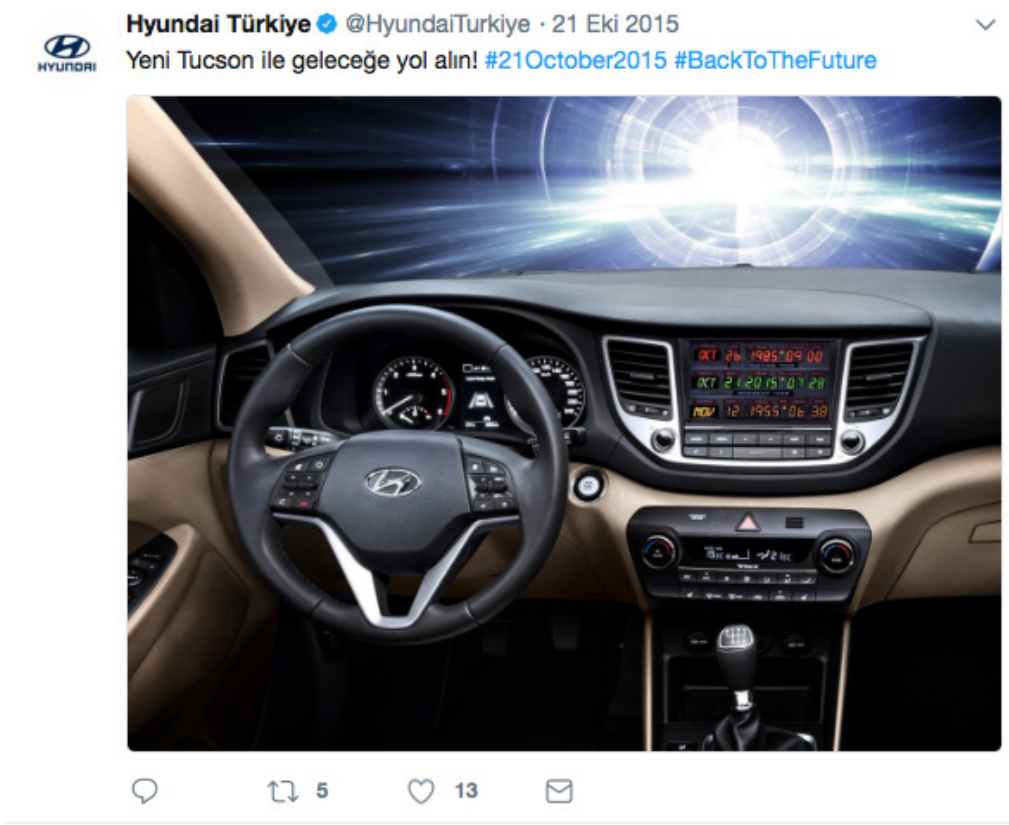 Hyundai Türkiye @HyundaiTurkiye · 21 Eki 2015
HYUNDAI
Yeni Tucson ile geleceğe yol alın! #21October2015 #BackToTheFuture
OCT 26 1985 09 00
OCT 21 2015 07 28
NOV 12 1955 06 38
5 13